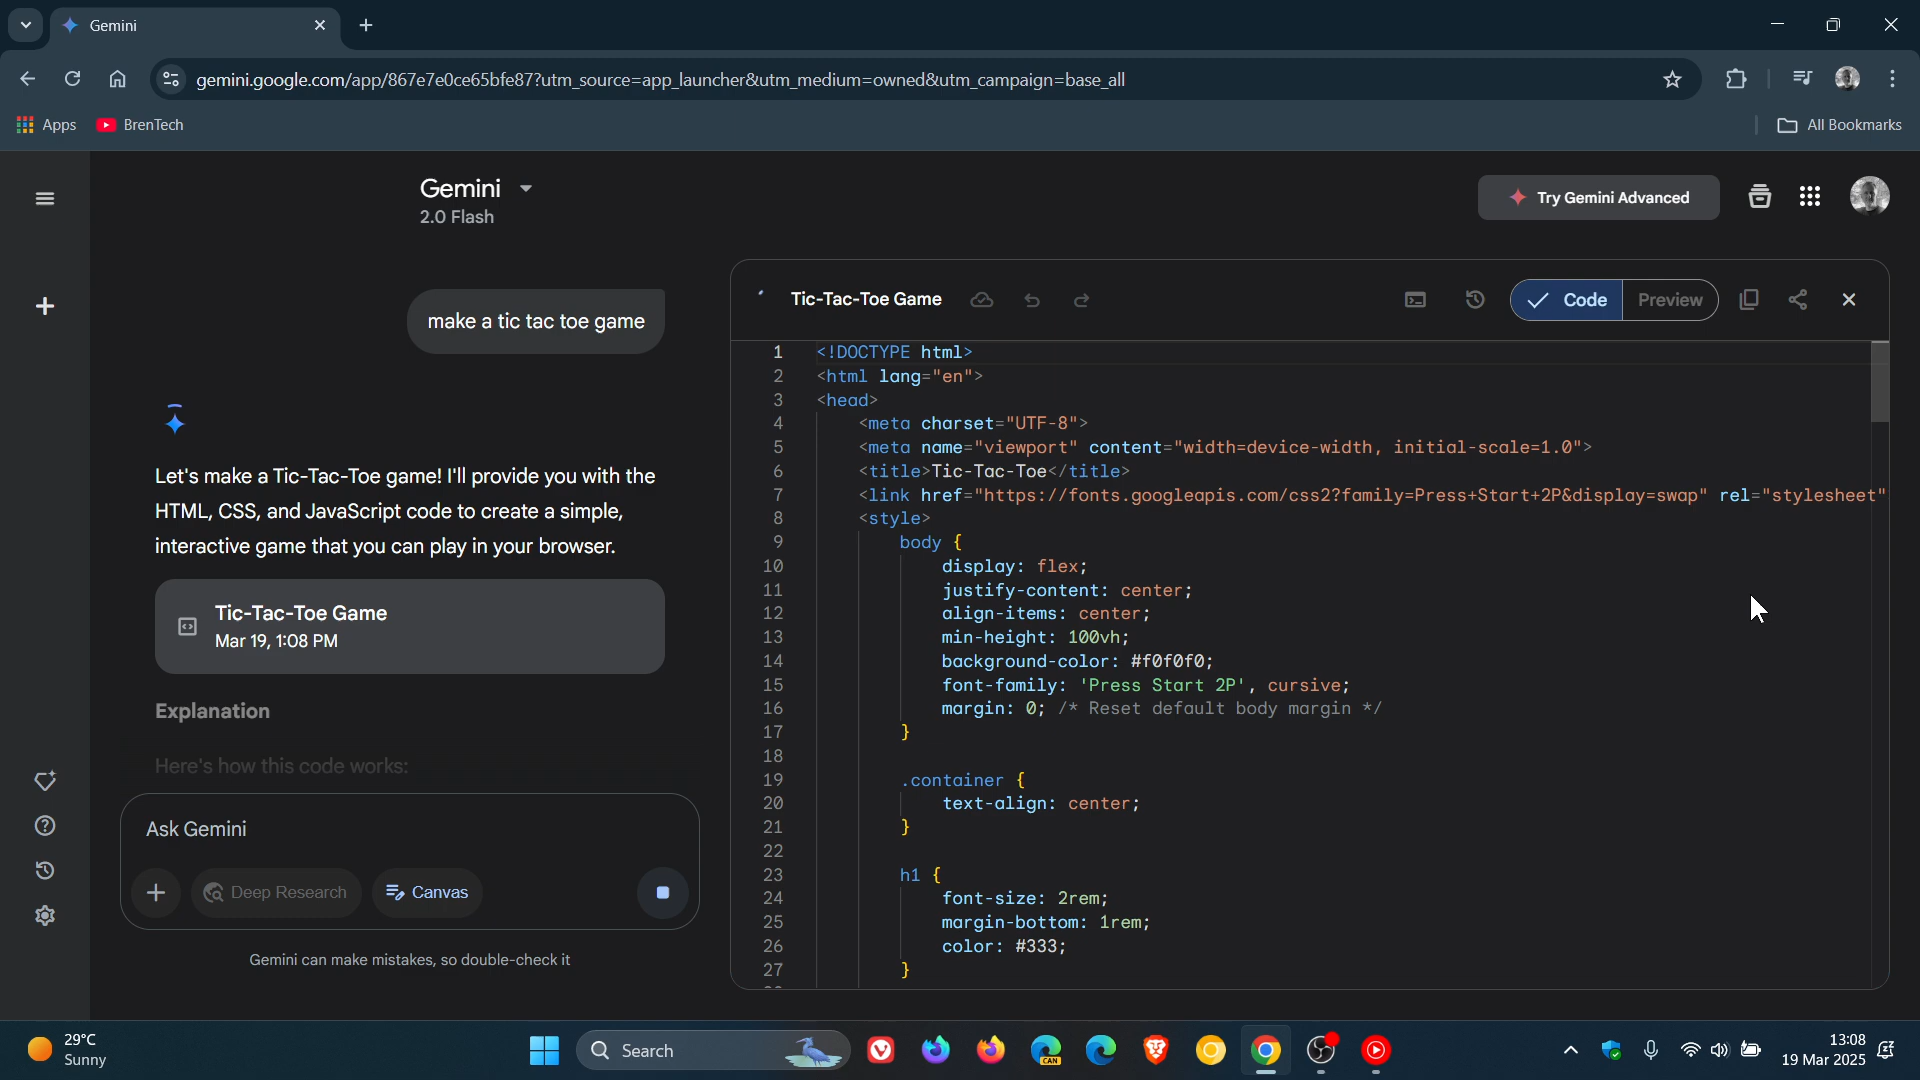 Gemini
gemini.google.com/app/867e7e0ce65bfe87?utm_source=app_launcher&utm_medium=owned&utm_campaign=base_all
Apps
BrenTech
All Bookmarks
Gemini
2.0 Flash
Try Gemini Advanced
make a tic tac toe game
Let's make a Tic-Tac-Toe game! I'll provide you with the
HTML, CSS, and JavaScript code to create a simple,
interactive game that you can play in your browser.
Tic-Tac-Toe Game
Mar 19, 1:08 PM
Explanation
Here's how this code works:
Ask Gemini
Deep Research
Canvas
Gemini can make mistakes, so double-check it
Tic-Tac-Toe Game
Code
Preview
1 <!DOCTYPE html>
2 <html lang="en">
3 <head>
4 <meta charset="UTF-8">
5 <meta name="viewport" content="width=device-width, initial-scale=1.0">
6 <title>Tic-Tac-Toe</title>
7 <link href="https://fonts.googleapis.com/css2?family=Press+Start+2P&display=swap" rel="stylesheet"
8 <style>
9 body {
10 display: flex;
11 justify-content: center;
12 align-items: center;
13 min-height: 100vh;
14 background-color: #f0f0f0;
15 font-family: 'Press Start 2P', cursive;
16 margin: 0; /* Reset default body margin */
17 }
18
19 .container {
20 text-align: center;
21 }
22
23 h1 {
24 font-size: 2rem;
25 margin-bottom: 1rem;
26 color: #333;
27 }
29°C
Sunny
Search
CAN
13:08
19 Mar 2025